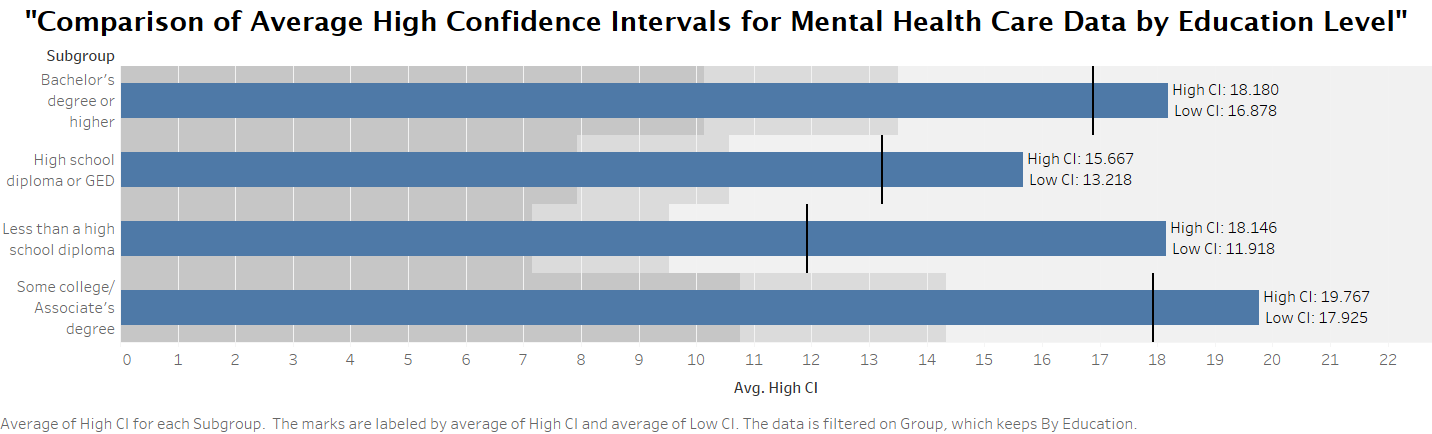 "Comparison of Average High Confidence Intervals for Mental Health Care Data by Education Level"
Subgroup
Bachelor's
degree or
higher
High CI: 18.180
Low CI: 16.878
High school
diploma or GED
High CI: 15.667
Low CI: 13.218
Less than a high
school diploma
High CI: 18.146
Low CI: 11.918
Some college/
Associate's
degree
High CI: 19.767
Low CI: 17.925
0 1 2 3 4 5 6 7 8 9 10 11 12 13 14 15 16 17 18 19 20 21 22
Avg. High CI
Average of High CI for each Subgroup.  The marks are labeled by average of High CI and average of Low CI. The data is filtered on Group, which keeps By Education.